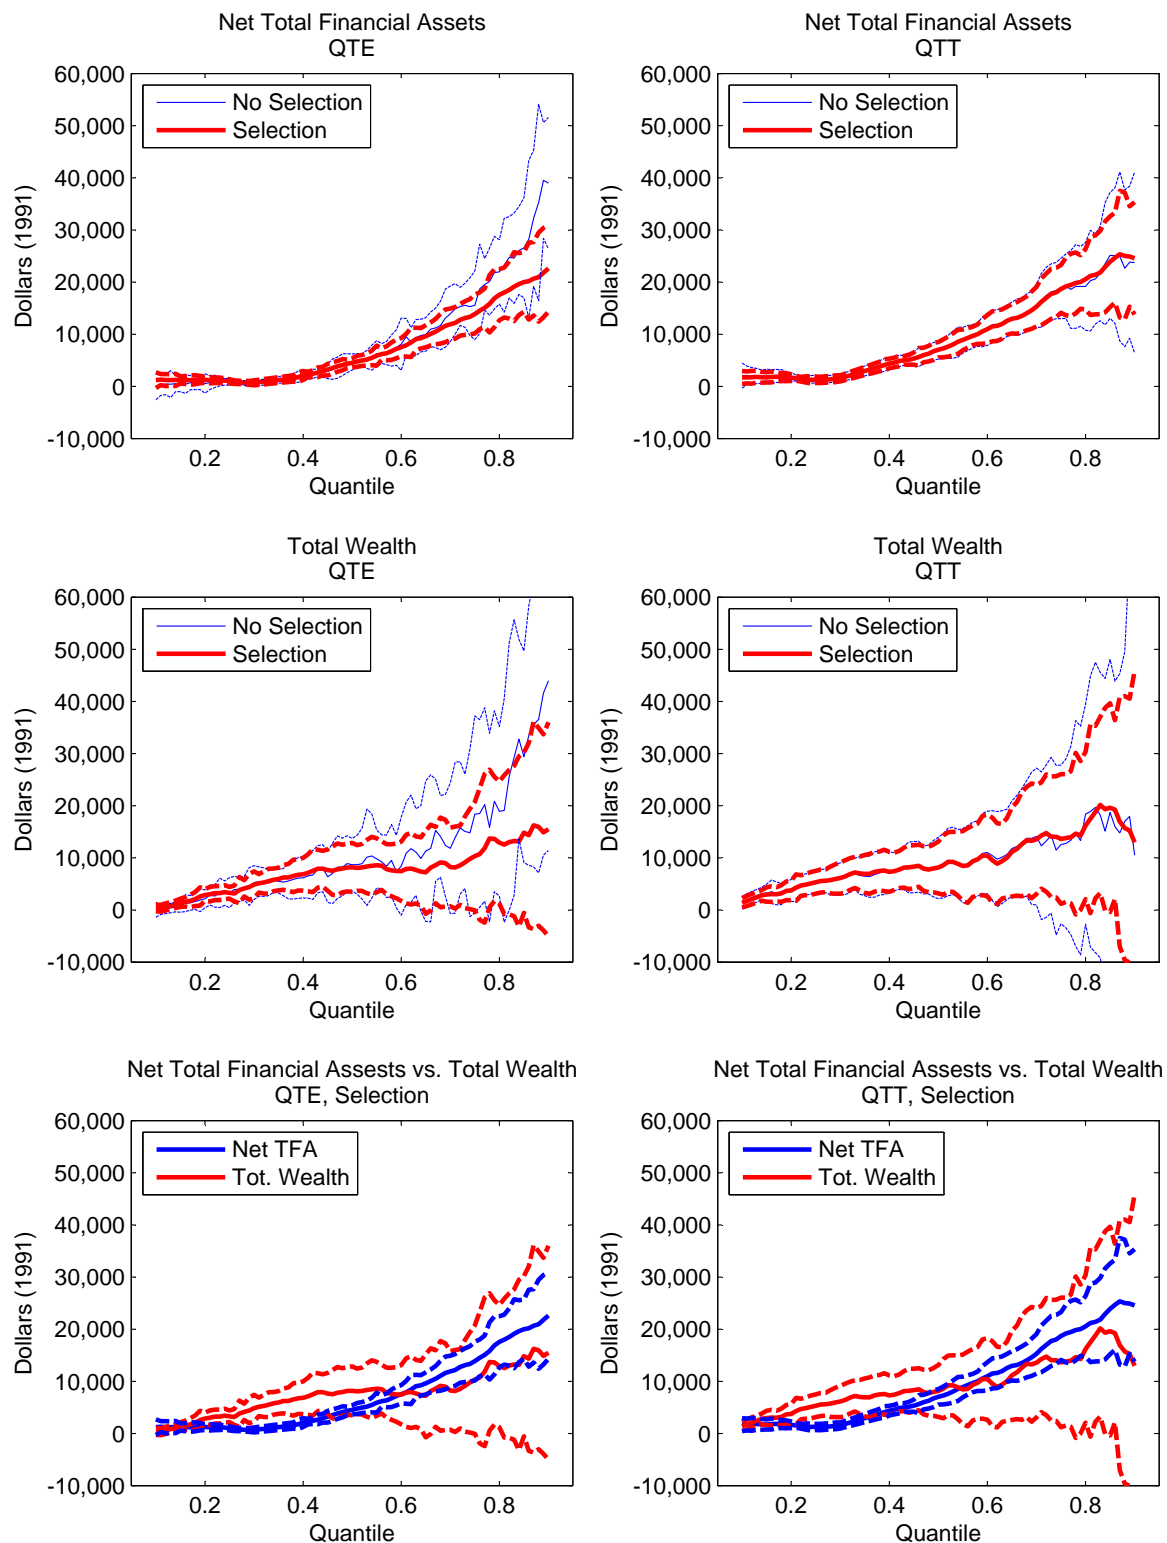 Net Total Financial Assets
QTE
60,000
50,000
40,000
30,000
20,000
10,000
0
-10,000
Dollars (1991)
No Selection
Selection
0.2 0.4 0.6 0.8
Quantile
Net Total Financial Assets
QTT
60,000
50,000
40,000
30,000
20,000
10,000
0
-10,000
Dollars (1991)
No Selection
Selection
0.2 0.4 0.6 0.8
Quantile
Total Wealth
QTE
60,000
50,000
40,000
30,000
20,000
10,000
0
-10,000
Dollars (1991)
No Selection
Selection
0.2 0.4 0.6 0.8
Quantile
Total Wealth
QTT
60,000
50,000
40,000
30,000
20,000
10,000
0
-10,000
Dollars (1991)
No Selection
Selection
0.2 0.4 0.6 0.8
Quantile
Net Total Financial Assests vs. Total Wealth
QTE, Selection
60,000
50,000
40,000
30,000
20,000
10,000
0
-10,000
Dollars (1991)
Net TFA
Tot. Wealth
0.2 0.4 0.6 0.8
Quantile
Net Total Financial Assests vs. Total Wealth
QTT, Selection
60,000
50,000
40,000
30,000
20,000
10,000
0
-10,000
Dollars (1991)
Net TFA
Tot. Wealth
0.2 0.4 0.6 0.8
Quantile